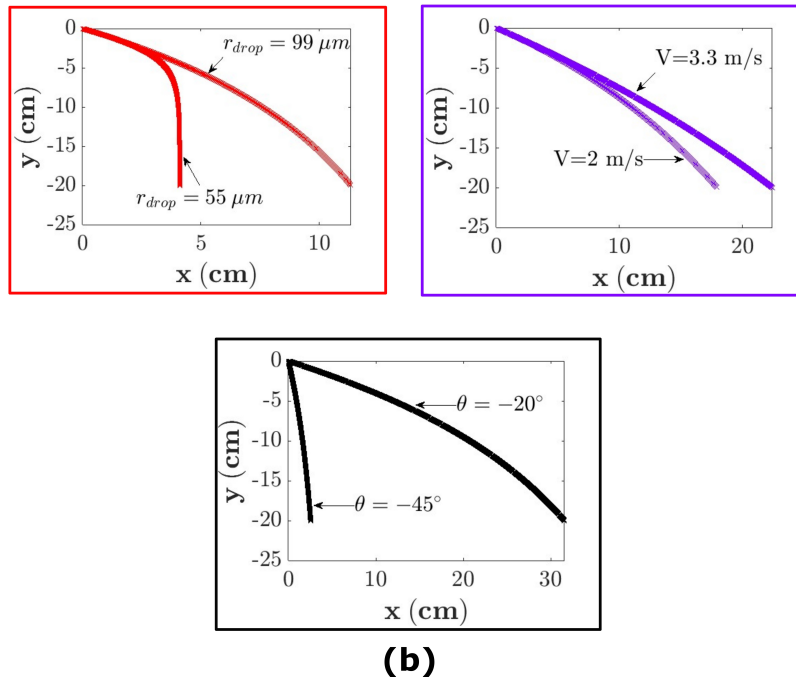 0
-5
-10
-15
-20
-25
y (cm)
r_drop = 99 μm
r_drop = 55 μm
0 5 10
x (cm)
0
-5
-10
-15
-20
-25
y (cm)
V=3.3 m/s
V=2 m/s
0 10 20
x (cm)
0
-5
-10
-15
-20
-25
y (cm)
θ = −20°
θ = −45°
0 10 20 30
x (cm)
(b)